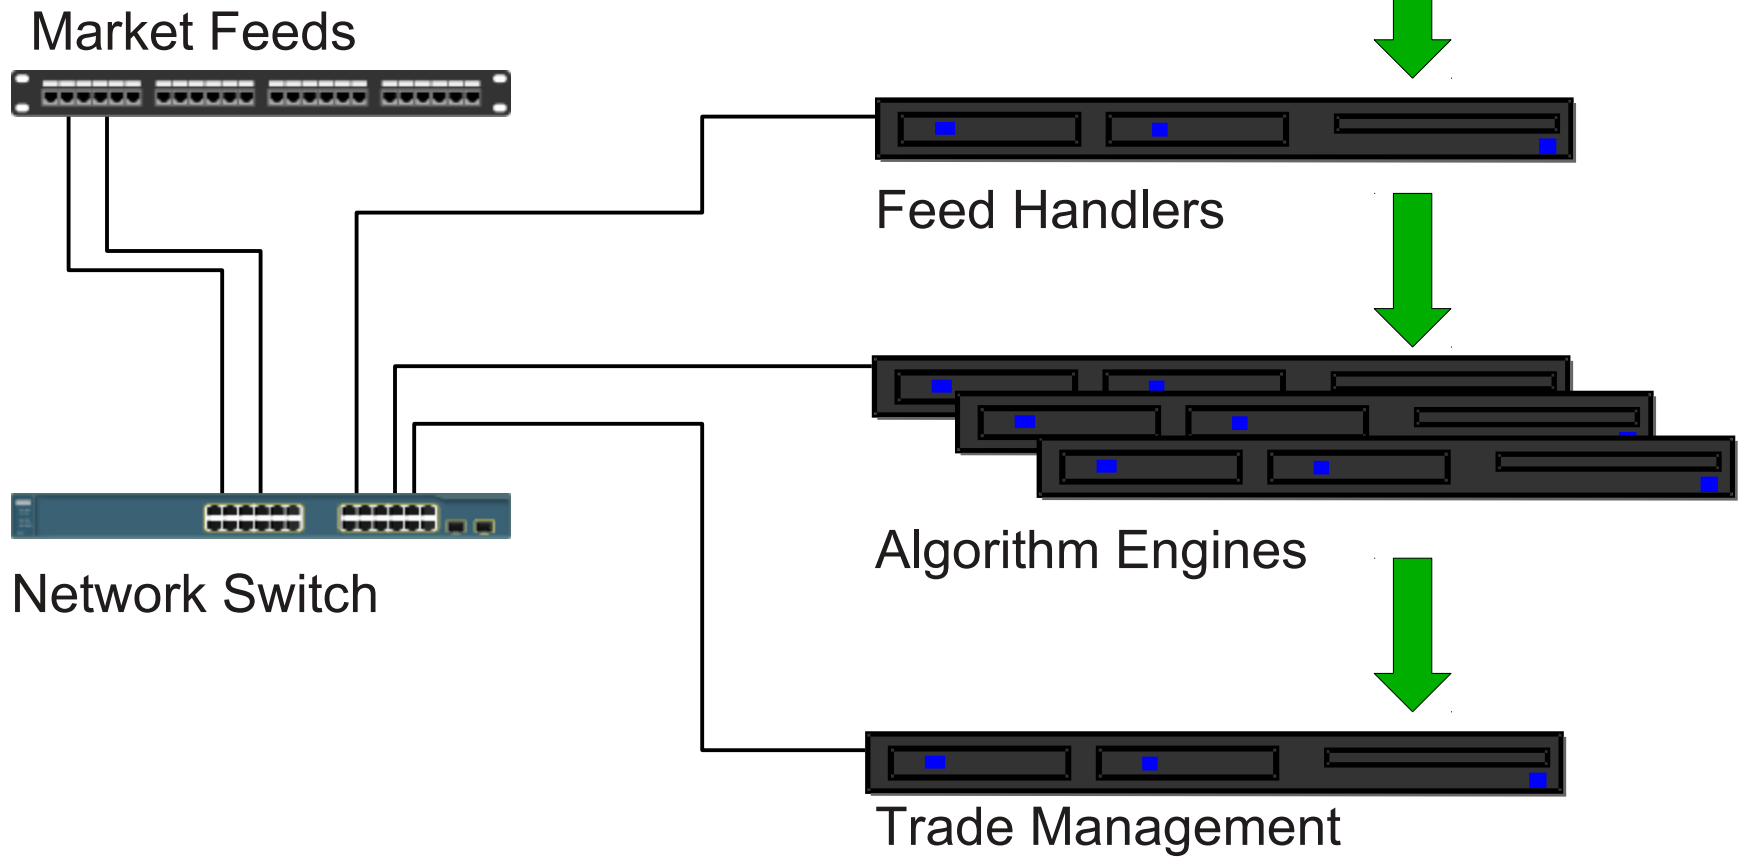 Market Feeds
Feed Handlers
Algorithm Engines
Network Switch
Trade Management